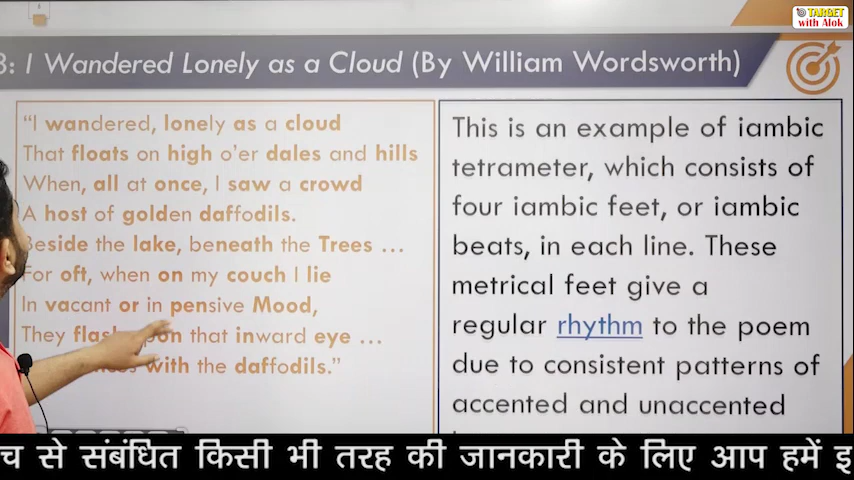 TARGET
with Alok
3: I Wandered Lonely as a Cloud (By William Wordsworth)
“I wandered, lonely as a cloud
That floats on high o’er dales and hills
When, all at once, I saw a crowd
A host of golden daffodils.
Beside the lake, beneath the Trees …
For oft, when on my couch I lie
In vacant or in pensive Mood,
They that inward eye …
with the daffodils.”
This is an example of iambic
tetrameter, which consists of
four iambic feet, or iambic
beats, in each line. These
metrical feet give a
regular rhythm to the poem
due to consistent patterns of
accented and unaccented
च से संबंधित किसी भी तरह की जानकारी के लिए आप हमें इ